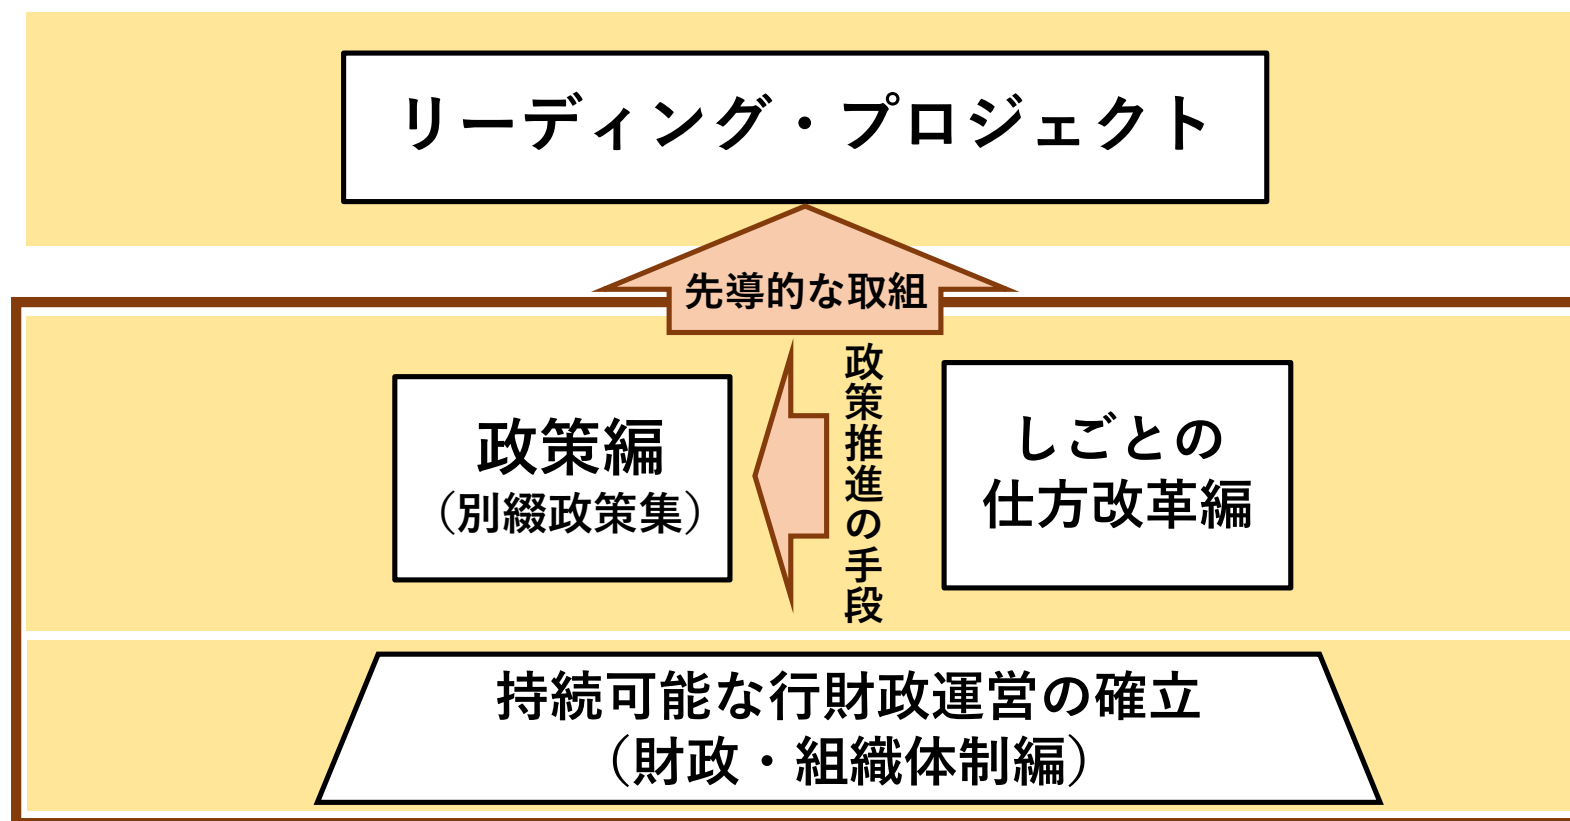 リーディング・プロジェクト
先導的な取組
政策編
（別綴政策集）
政策推進の手段
しごとの
仕方改革編
持続可能な行財政運営の確立
（財政・組織体制編）